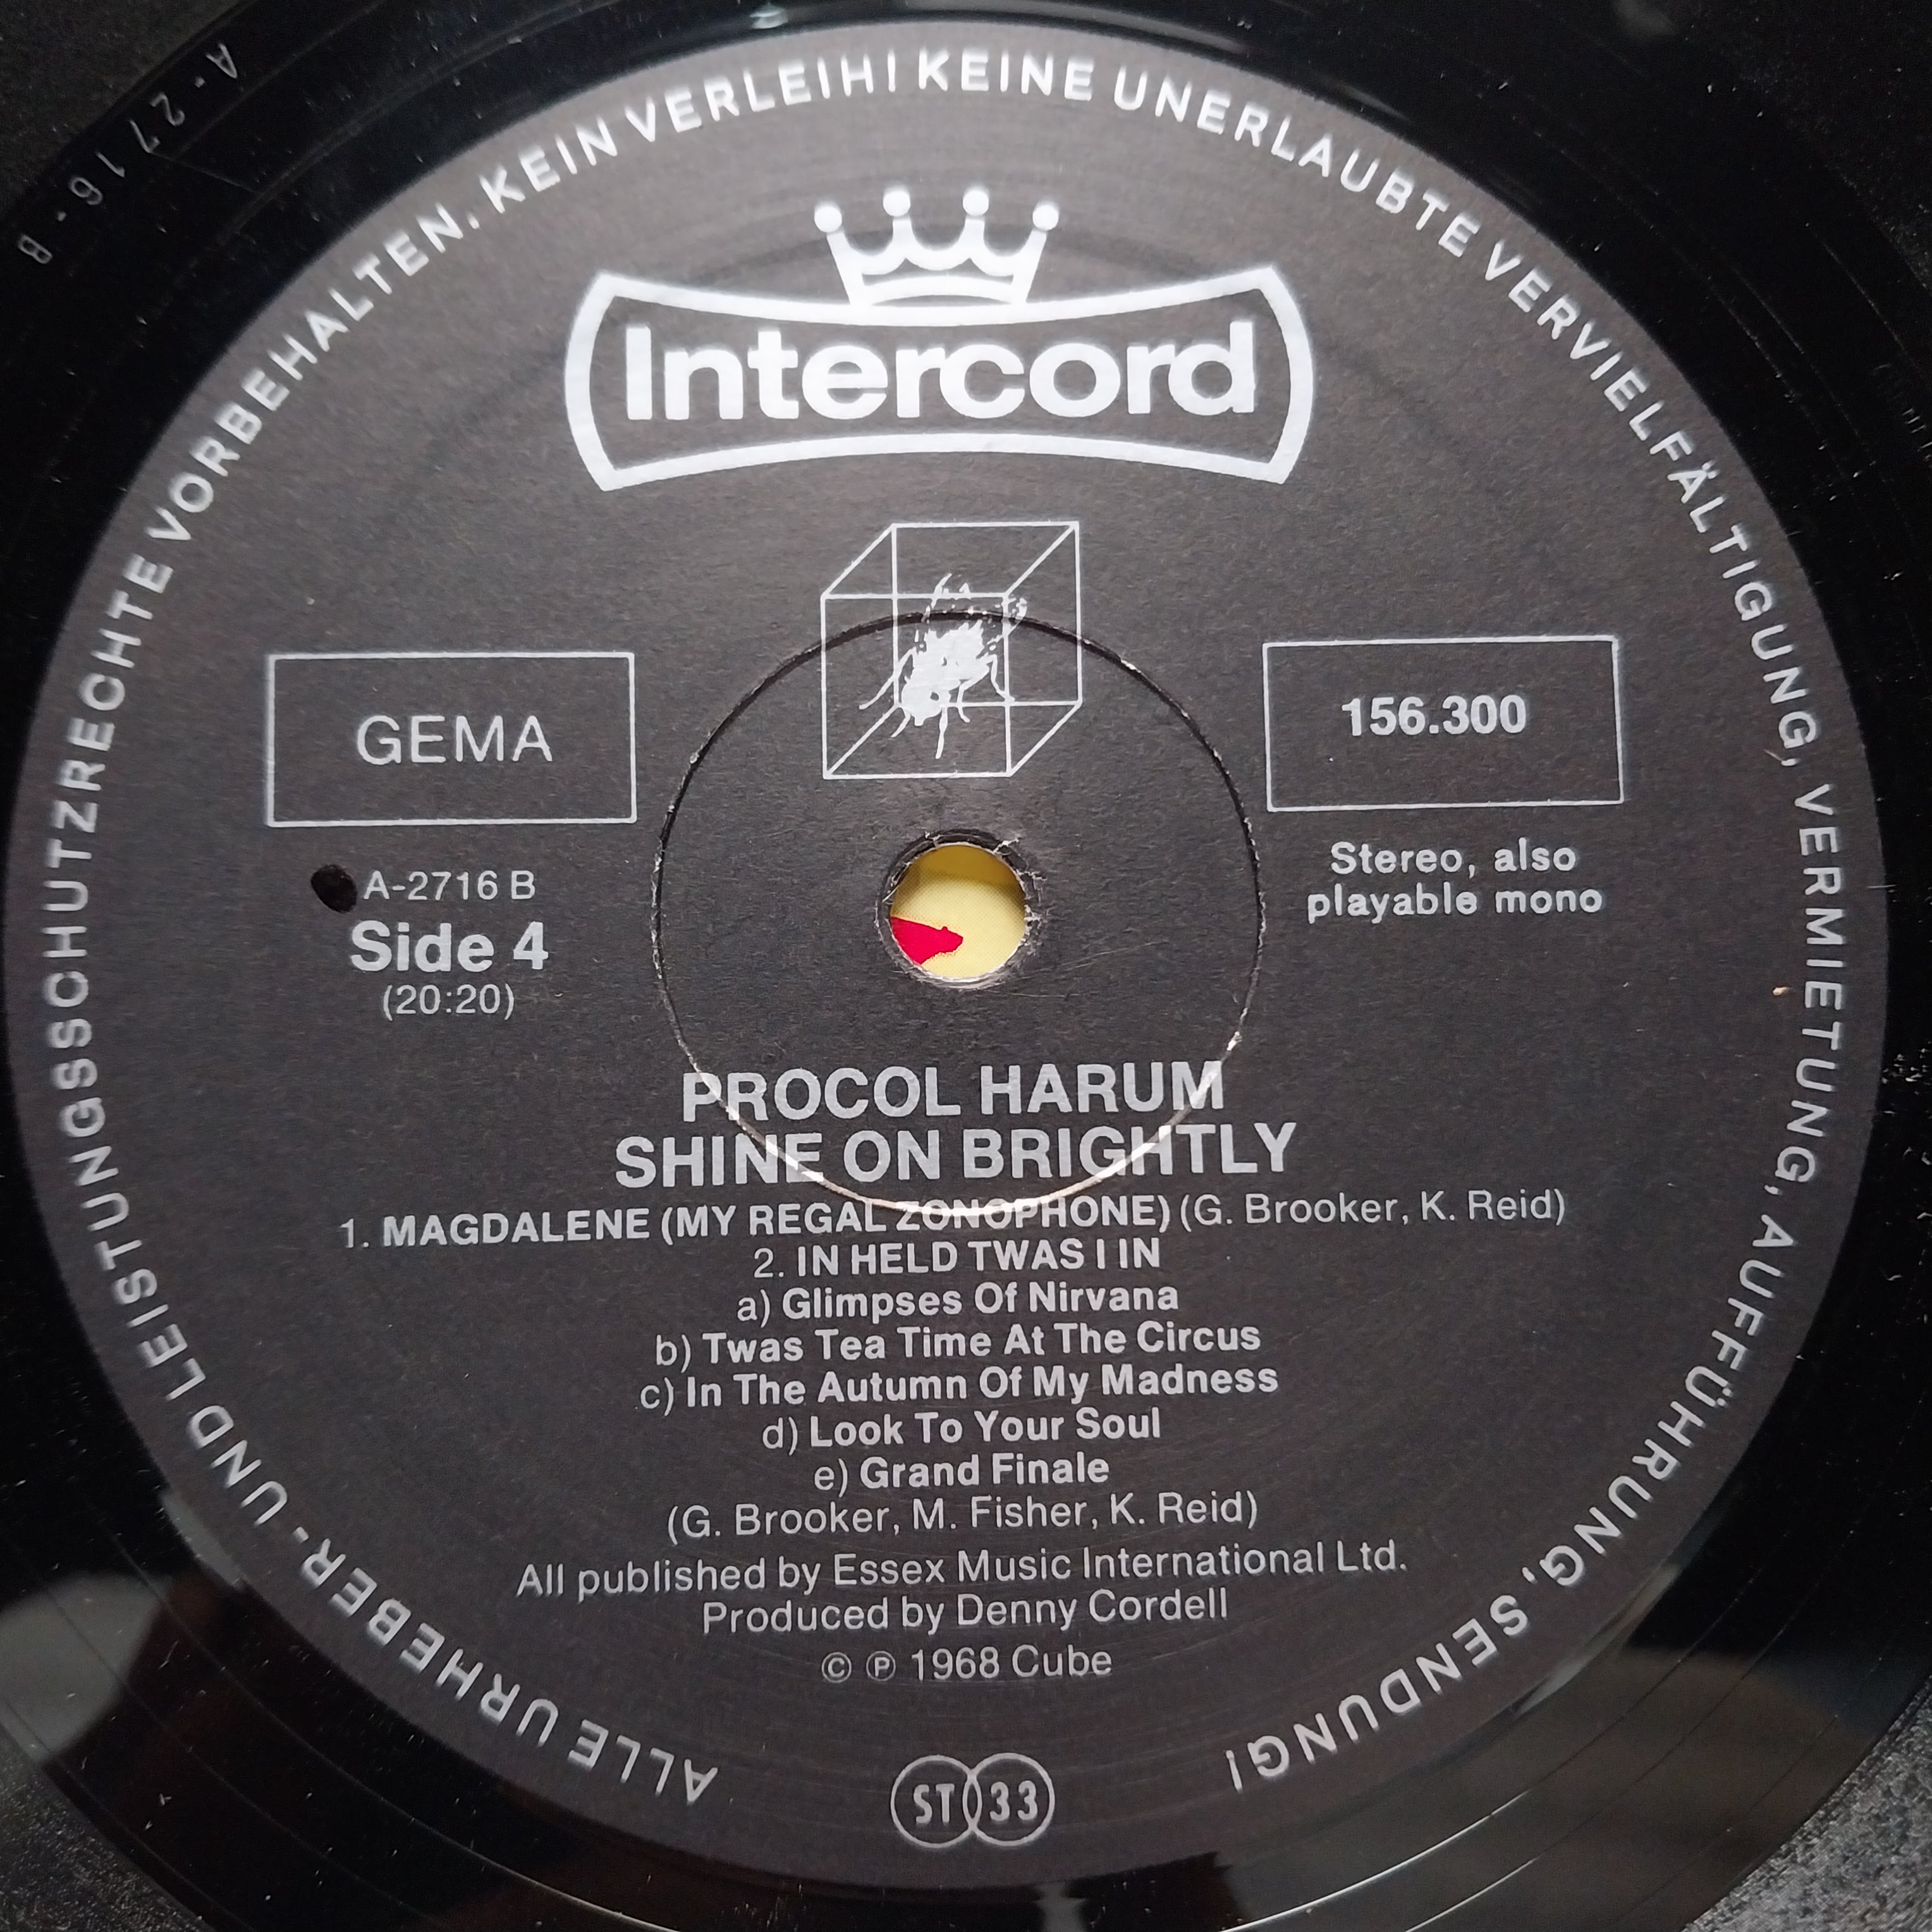 A-2716-B
ALLE URHEBER- UND LEISTUNGSSCHUTZRECHTE VORBEHALTEN. KEIN VERLEIH! KEINE UNERLAUBTE VERVIELFÄLTIGUNG, VERMIETUNG, AUFFÜHRUNG, SENDUNG!
Intercord
GEMA
156.300
A-2716 B
Side 4
(20:20)
Stereo, also
playable mono
PROCOL HARUM
SHINE ON BRIGHTLY
1. MAGDALENE (MY REGAL ZONOPHONE) (G. Brooker, K. Reid)
2. IN HELD TWAS I IN
a) Glimpses Of Nirvana
b) Twas Tea Time At The Circus
c) In The Autumn Of My Madness
d) Look To Your Soul
e) Grand Finale
(G. Brooker, M. Fisher, K. Reid)
All published by Essex Music International Ltd.
Produced by Denny Cordell
© ℗ 1968 Cube
ST 33